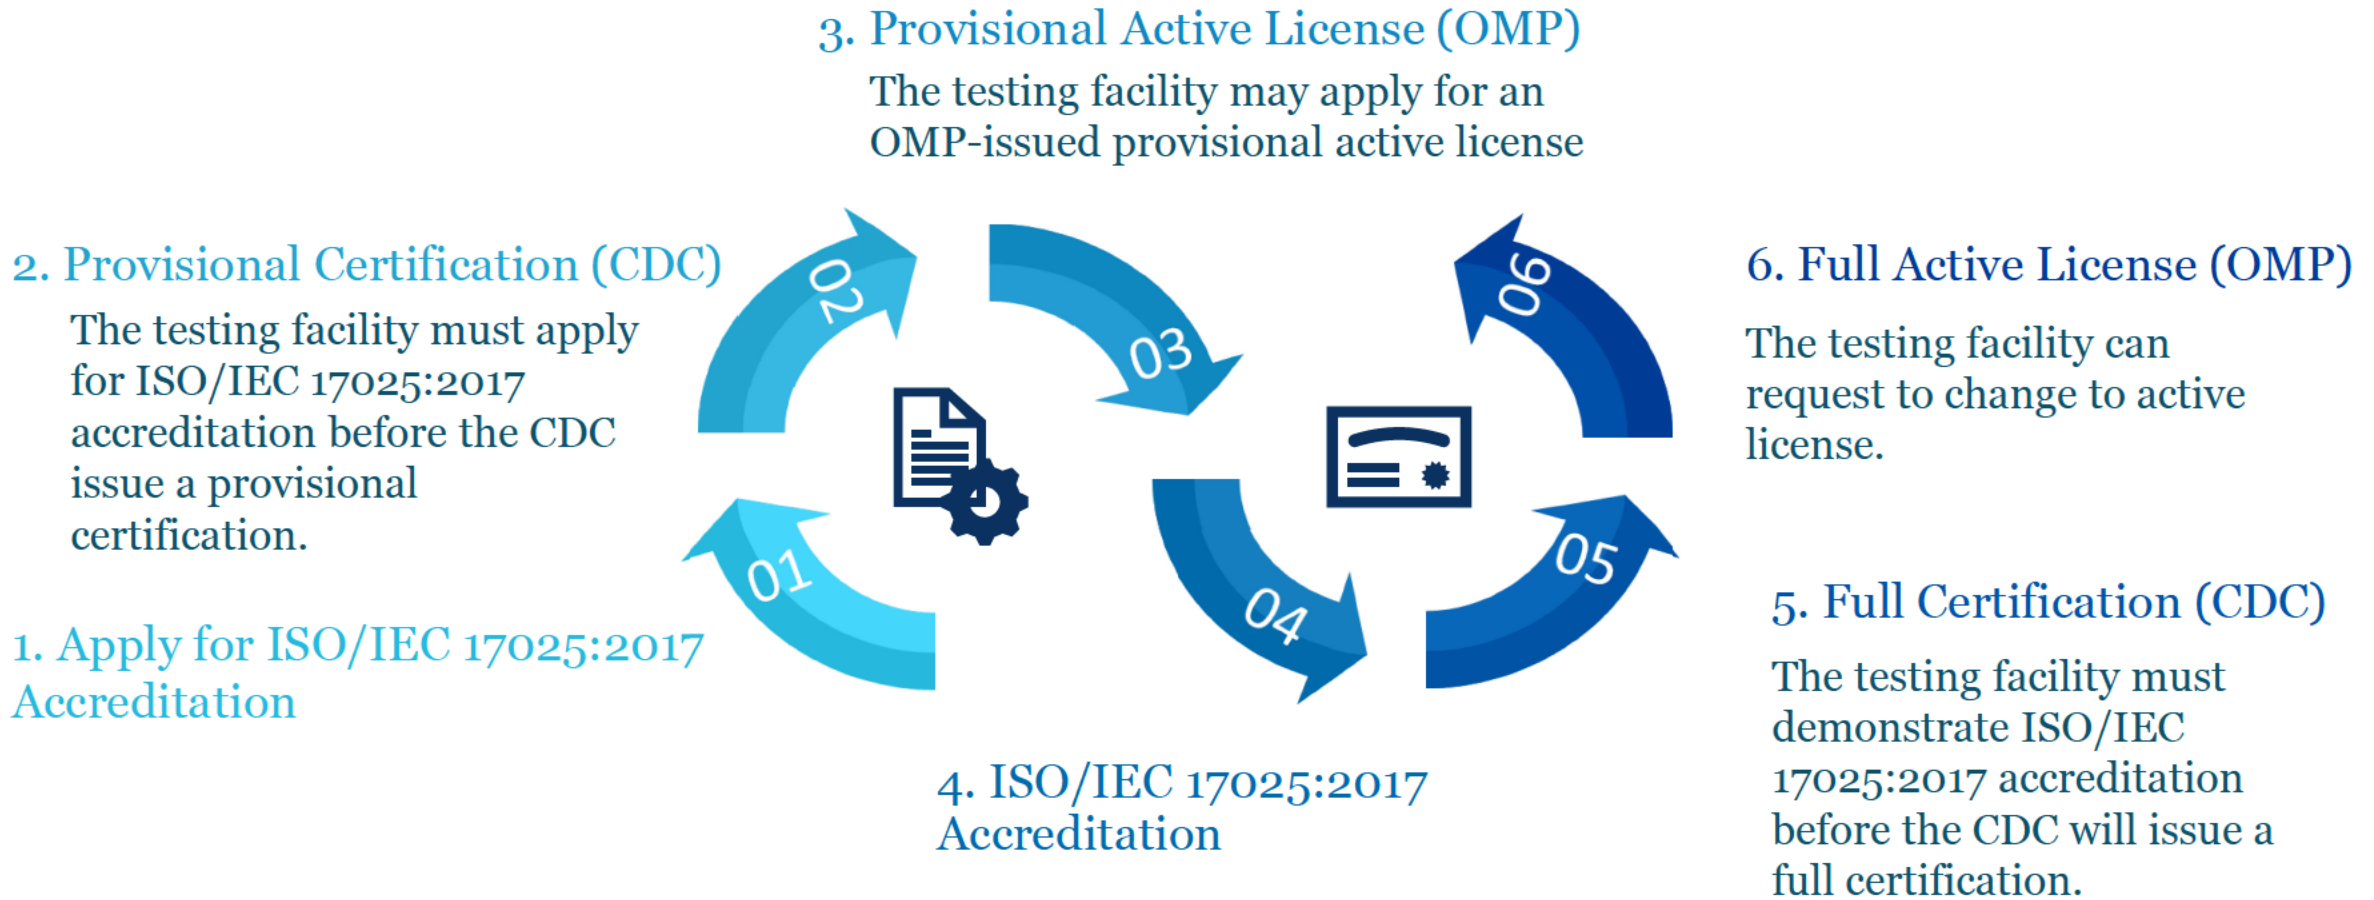 3. Provisional Active License (OMP)
The testing facility may apply for an
OMP-issued provisional active license
2. Provisional Certification (CDC)
The testing facility must apply
for ISO/IEC 17025:2017
accreditation before the CDC
issue a provisional
certification.
1. Apply for ISO/IEC 17025:2017
Accreditation
01
02
03
04
05
06
4. ISO/IEC 17025:2017
Accreditation
6. Full Active License (OMP)
The testing facility can
request to change to active
license.
5. Full Certification (CDC)
The testing facility must
demonstrate ISO/IEC
17025:2017 accreditation
before the CDC will issue a
full certification.